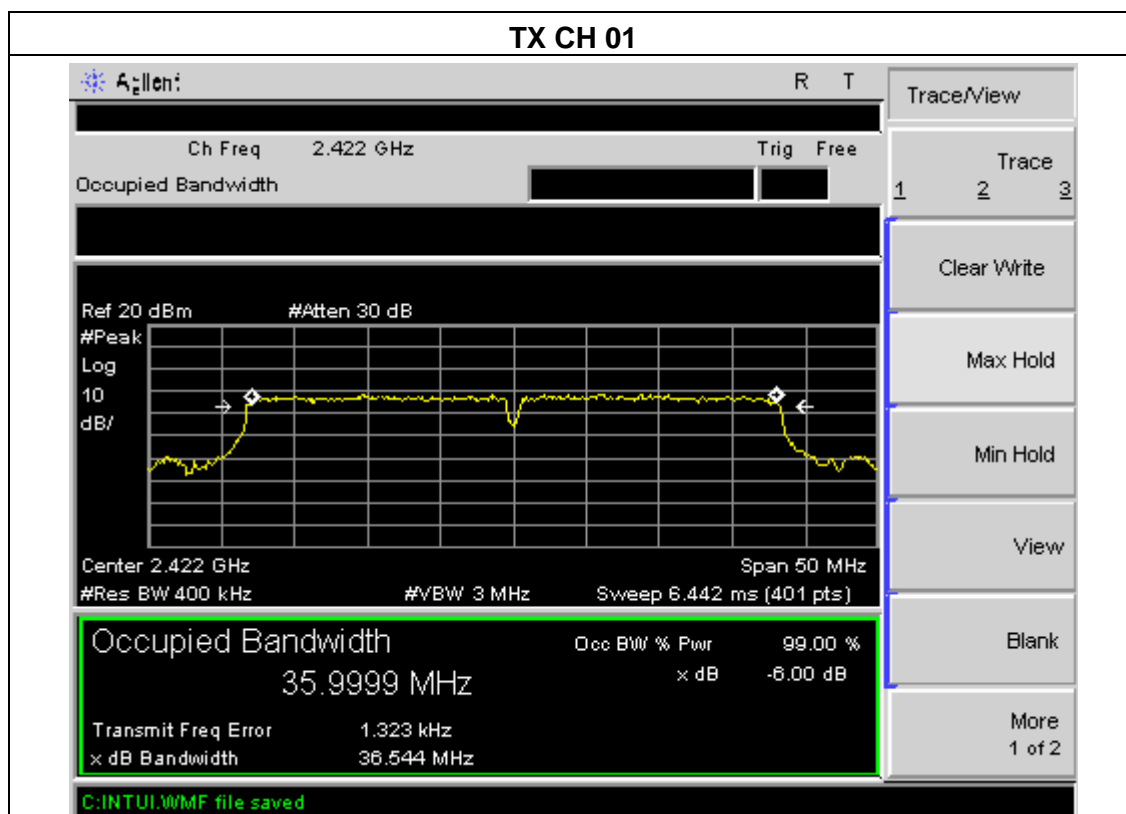 TX CH 01
Agilent R T
Trace/View
Ch Freq 2.422 GHz Trig Free
Occupied Bandwidth
Trace
1 2 3
Clear Write
Max Hold
Min Hold
View
Blank
More
1 of 2
Ref 20 dBm #Atten 30 dB
#Peak
Log
10
dB/
Center 2.422 GHz Span 50 MHz
#Res BW 400 kHz #VBW 3 MHz Sweep 6.442 ms (401 pts)
Occupied Bandwidth Occ BW % Pwr 99.00 %
35.9999 MHz x dB -6.00 dB
Transmit Freq Error 1.323 kHz
x dB Bandwidth 36.544 MHz
C:INTUI.WMF file saved